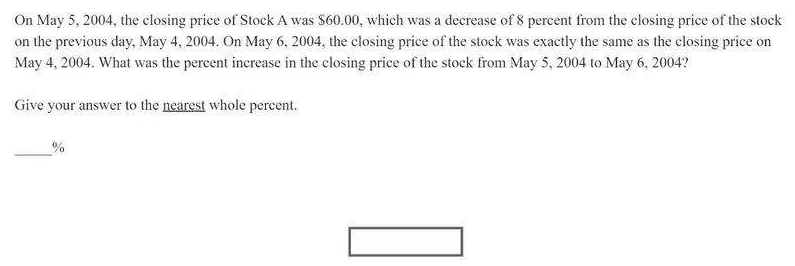 On May 5, 2004, the closing price of Stock A was $60.00, which was a decrease of 8 percent from the closing price of the stock
on the previous day, May 4, 2004. On May 6, 2004, the closing price of the stock was exactly the same as the closing price on
May 4, 2004. What was the percent increase in the closing price of the stock from May 5, 2004 to May 6, 2004?
Give your answer to the nearest whole percent.
_____%